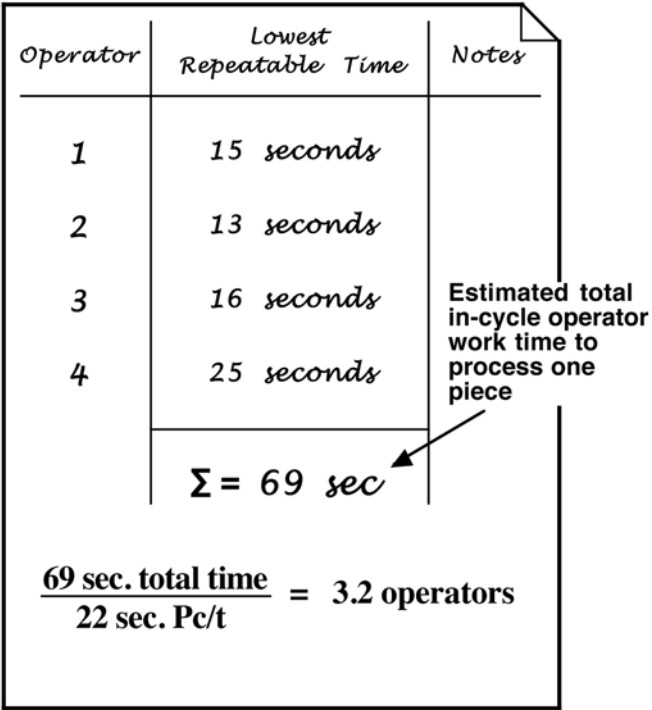 Operator Lowest Repeatable Time Notes
1 15 seconds
2 13 seconds
3 16 seconds
4 25 seconds
Estimated total
in-cycle operator
work time to
process one
piece
Σ = 69 sec
69 sec. total time
22 sec. Pc/t
= 3.2 operators